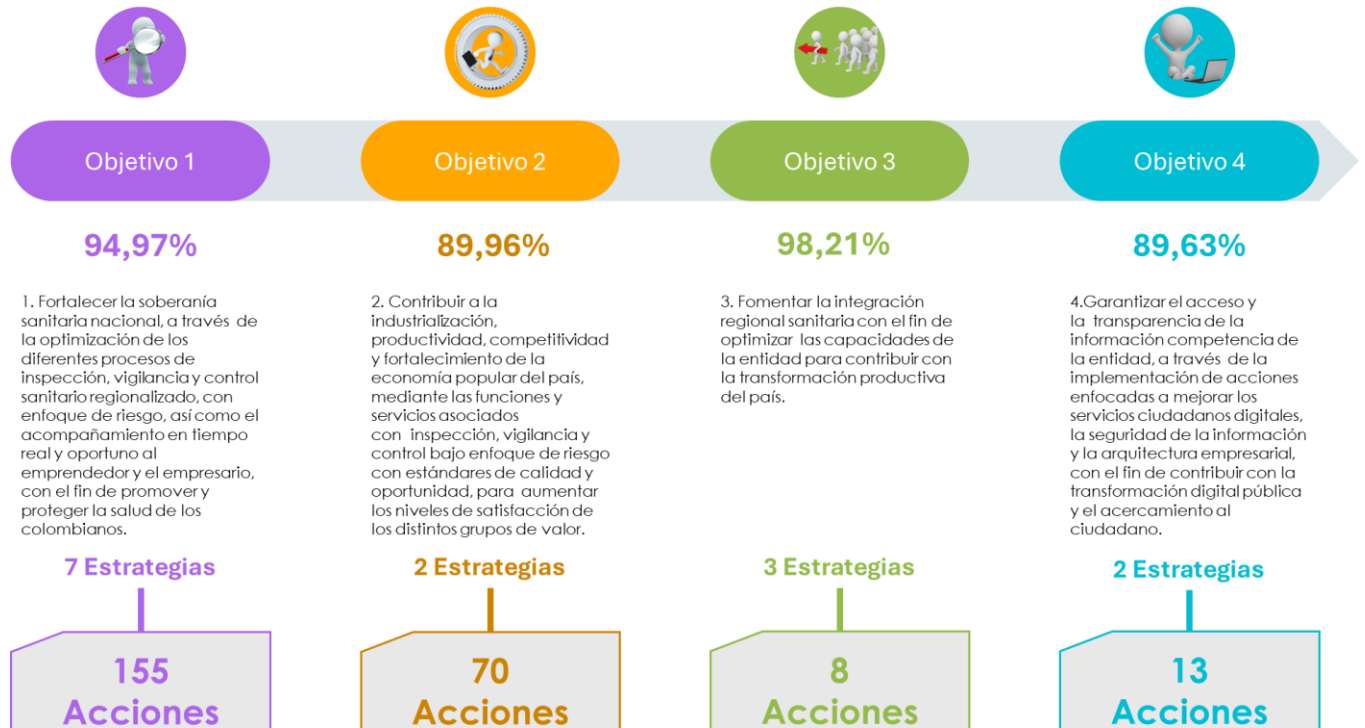 Objetivo 1
94,97%
1. Fortalecer la soberanía
sanitaria nacional, a través de
la optimización de los
diferentes procesos de
inspección, vigilancia y control
sanitario regionalizado, con
enfoque de riesgo, así como el
acompañamiento en tiempo
real y oportuno al
emprendedor y el empresario,
con el fin de promover y
proteger la salud de los
colombianos.
7 Estrategias
155
Acciones
Objetivo 2
89,96%
2. Contribuir a la
industrialización,
productividad, competitividad
y fortalecimiento de la
economía popular del país,
mediante las funciones y
servicios asociados
con inspección, vigilancia y
control bajo enfoque de riesgo
con estándares de calidad y
oportunidad, para aumentar
los niveles de satisfacción de
los distintos grupos de valor.
2 Estrategias
70
Acciones
Objetivo 3
98,21%
3. Fomentar la integración
regional sanitaria con el fin de
optimizar las capacidades de
la entidad para contribuir con
la transformación productiva
del país.
3 Estrategias
8
Acciones
Objetivo 4
89,63%
4.Garantizar el acceso y
la transparencia de la
información competencia de
la entidad, a través de la
implementación de acciones
enfocadas a mejorar los
servicios ciudadanos digitales,
la seguridad de la información
y la arquitectura empresarial,
con el fin de contribuir con la
transformación digital pública
y el acercamiento al
ciudadano.
2 Estrategias
13
Acciones